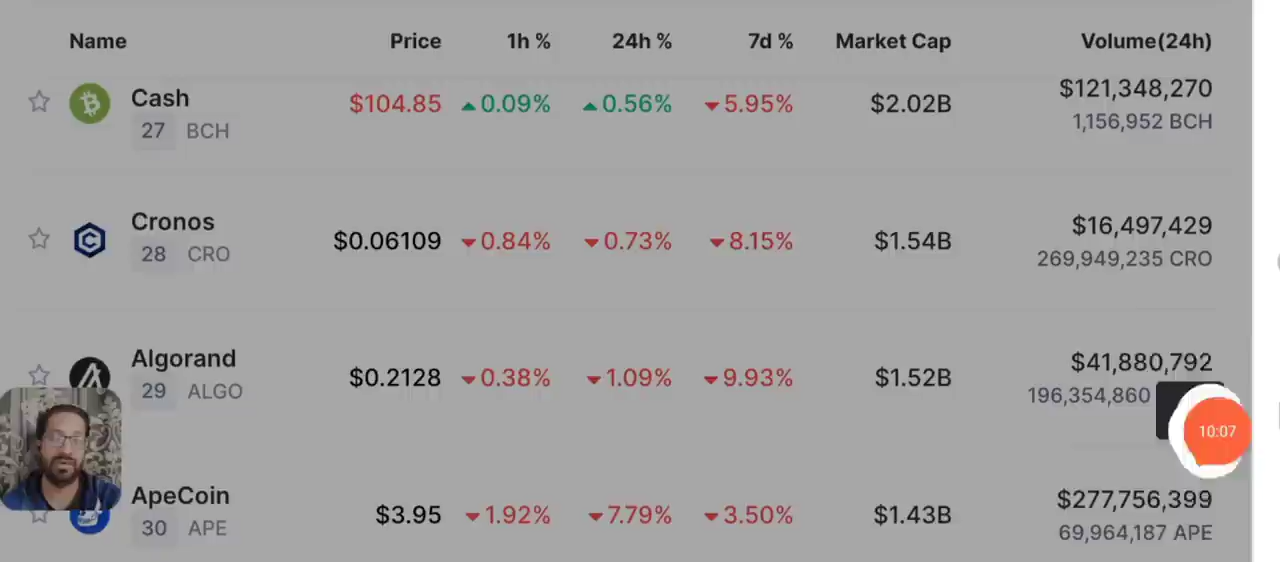 Name Price 1h % 24h % 7d % Market Cap Volume(24h)
Cash $104.85 0.09% 0.56% 5.95% $2.02B $121,348,270
27 BCH 1,156,952 BCH
Cronos $0.06109 0.84% 0.73% 8.15% $1.54B $16,497,429
28 CRO 269,949,235 CRO
Algorand $0.2128 0.38% 1.09% 9.93% $1.52B $41,880,792
29 ALGO 196,354,860
10:07
ApeCoin $3.95 1.92% 7.79% 3.50% $1.43B $277,756,399
30 APE 69,964,187 APE